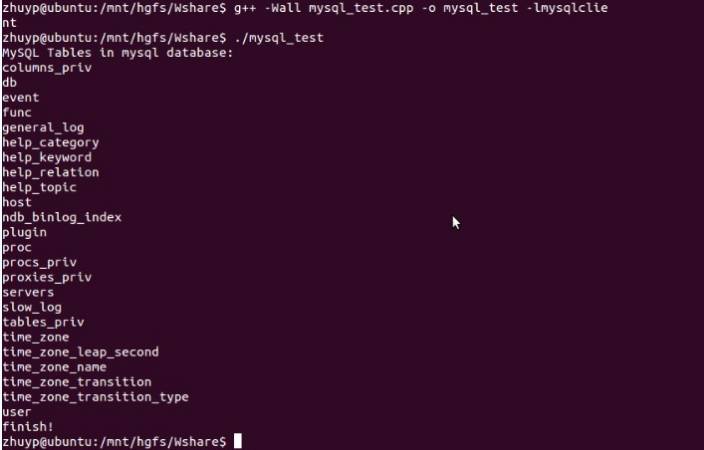 zhuyp@ubuntu:/mnt/hgfs/Wshare$ g++ -Wall mysql_test.cpp -o mysql_test -lmysqlclie
nt
zhuyp@ubuntu:/mnt/hgfs/Wshare$ ./mysql_test
MySQL Tables in mysql database:
columns_priv
db
event
func
general_log
help_category
help_keyword
help_relation
help_topic
host
ndb_binlog_index
plugin
proc
procs_priv
proxies_priv
servers
slow_log
tables_priv
time_zone
time_zone_leap_second
time_zone_name
time_zone_transition
time_zone_transition_type
user
finish!
zhuyp@ubuntu:/mnt/hgfs/Wshare$